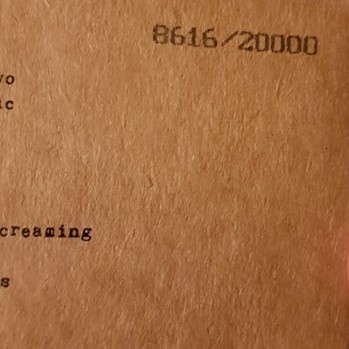 8616/20000
vo
ic
creaming
s